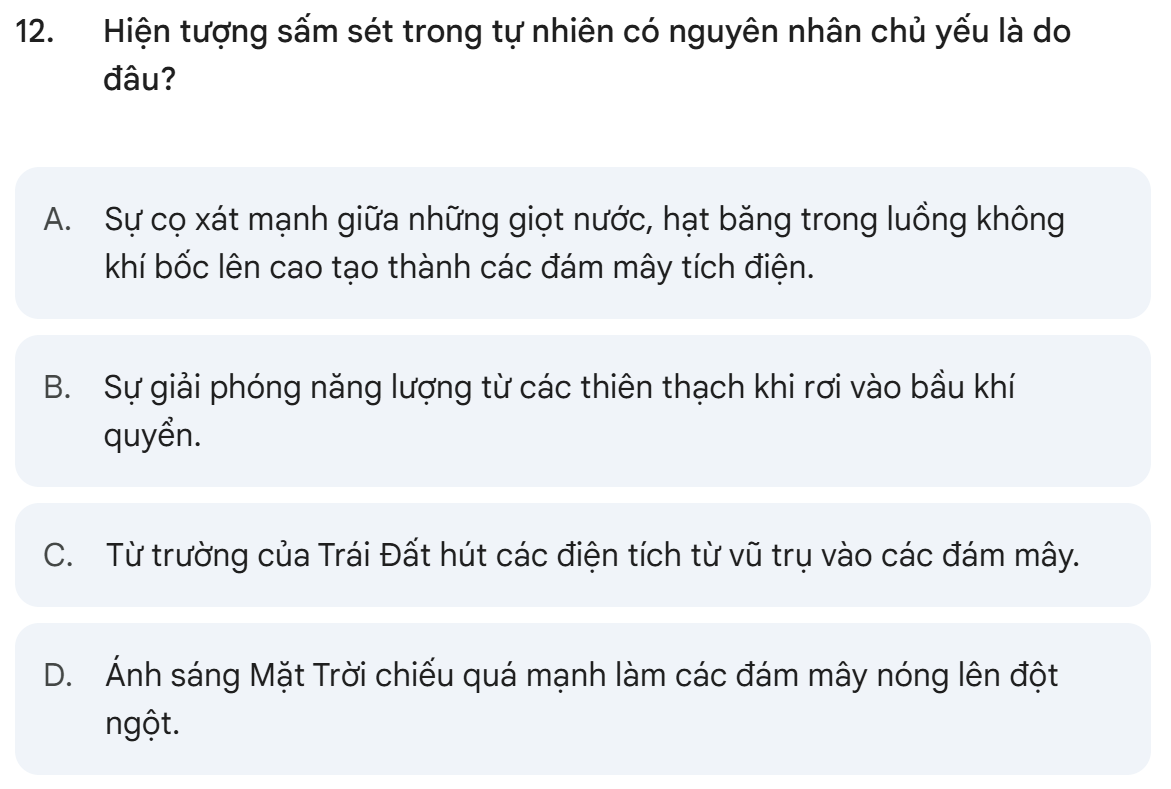 12. Hiện tượng sấm sét trong tự nhiên có nguyên nhân chủ yếu là do
đâu?
A. Sự cọ xát mạnh giữa những giọt nước, hạt băng trong luồng không
khí bốc lên cao tạo thành các đám mây tích điện.
B. Sự giải phóng năng lượng từ các thiên thạch khi rơi vào bầu khí
quyển.
C. Từ trường của Trái Đất hút các điện tích từ vũ trụ vào các đám mây.
D. Ánh sáng Mặt Trời chiếu quá mạnh làm các đám mây nóng lên đột
ngột.